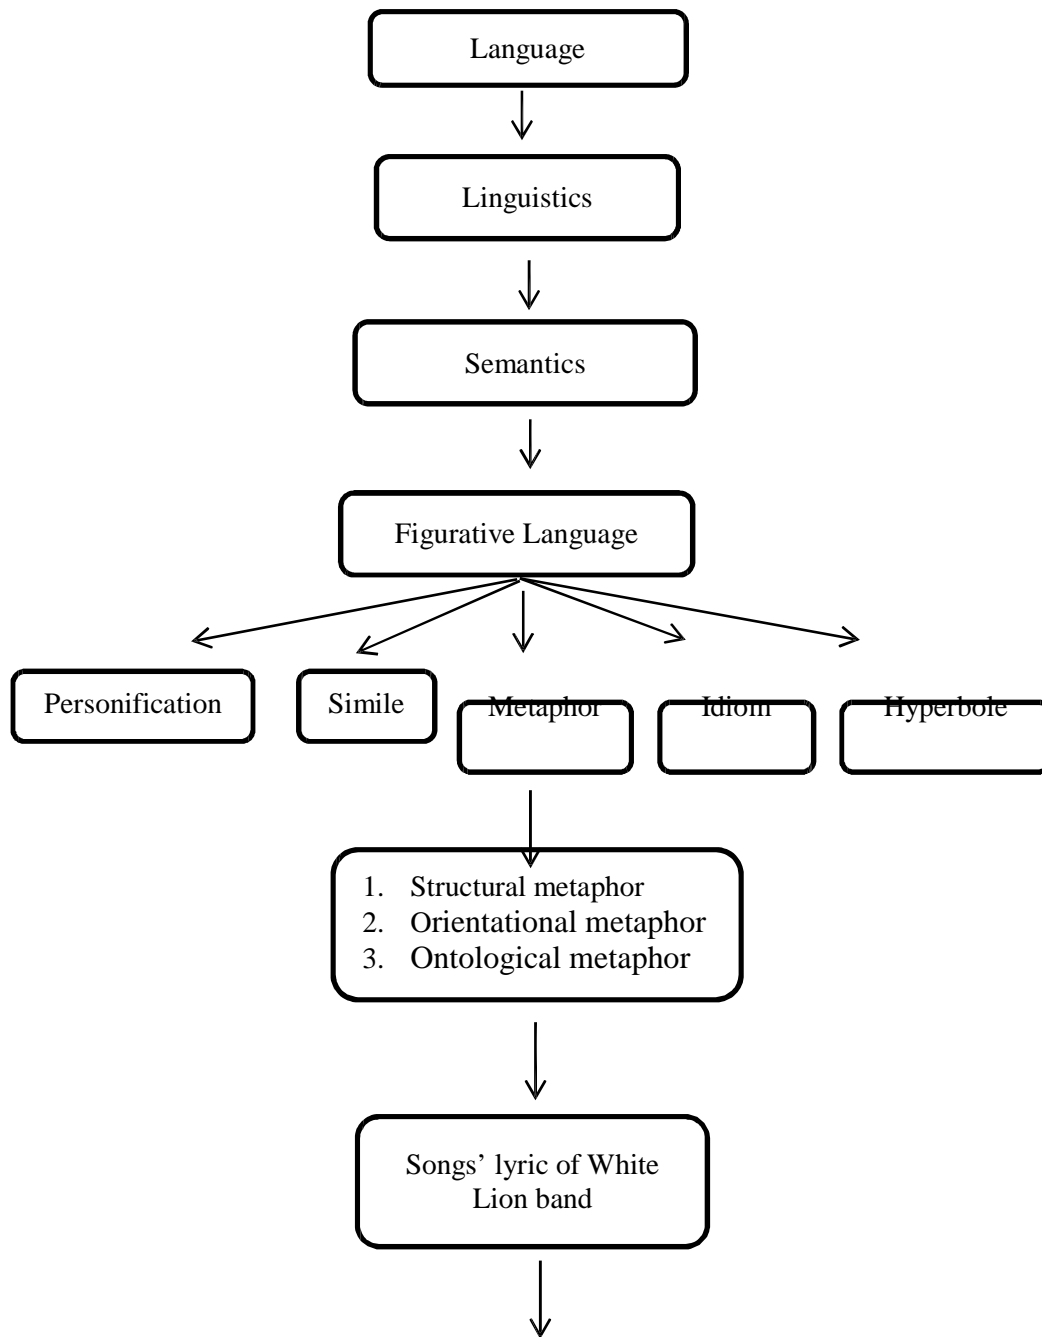 Language
Linguistics
Semantics
Figurative Language
Personification
Simile
Metaphor
Idiom
Hyperbole
1. Structural metaphor
2. Orientational metaphor
3. Ontological metaphor
Songs’ lyric of White
Lion band